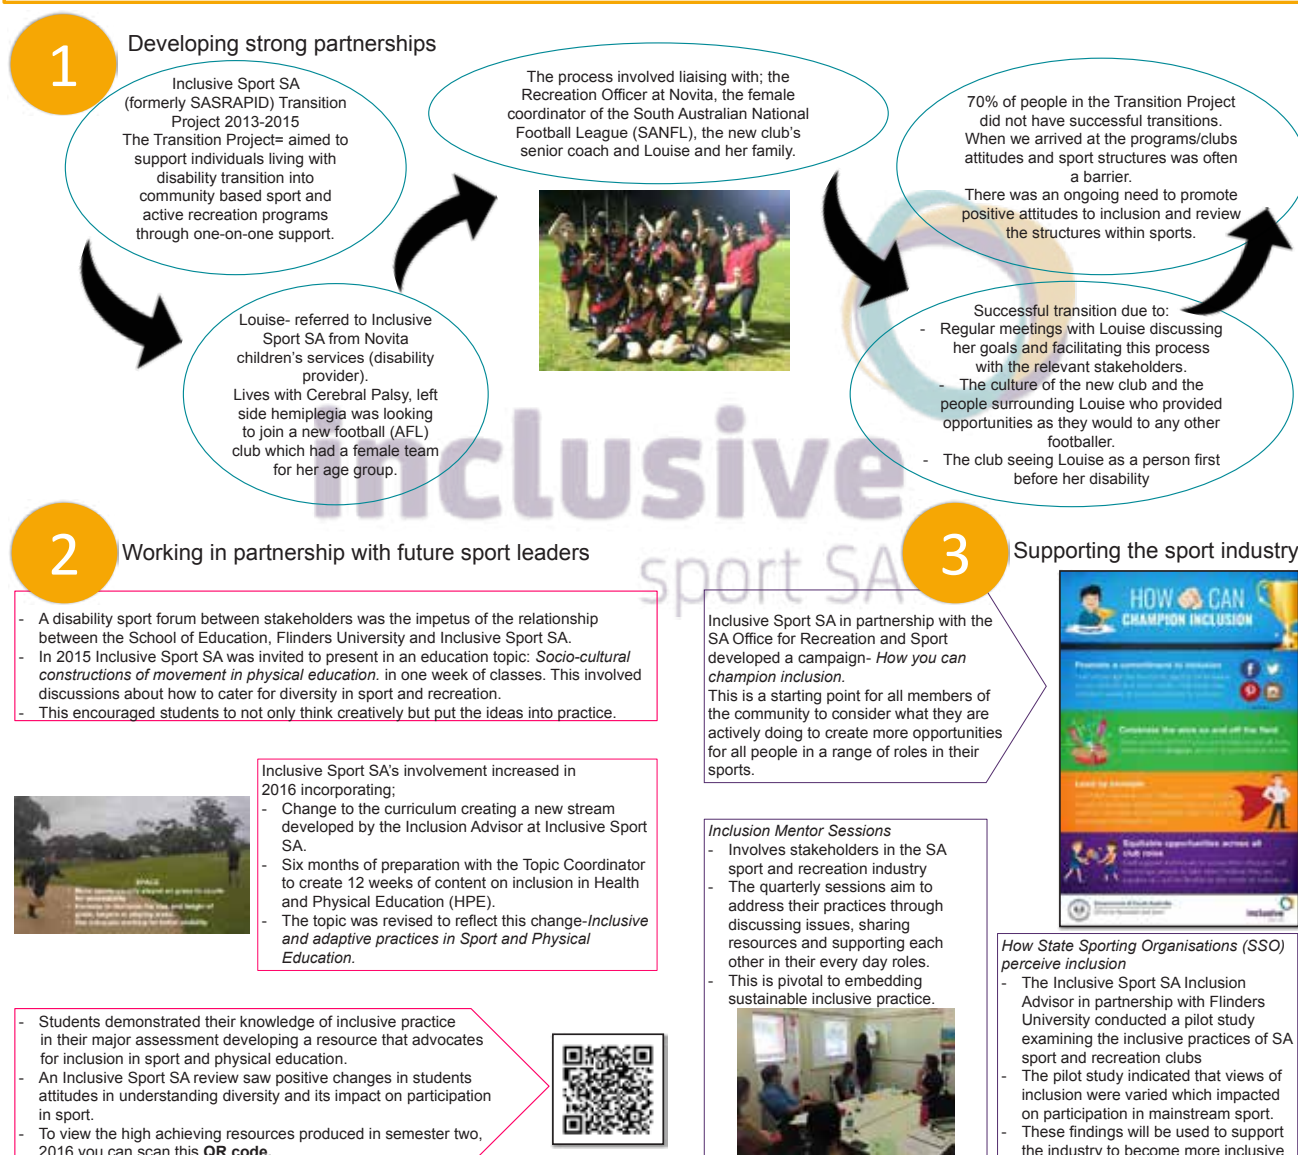 1
Developing strong partnerships
Inclusive Sport SA
(formerly SASRAPID) Transition
Project 2013-2015
The Transition Project= aimed to
support individuals living with
disability transition into
community based sport and
active recreation programs
through one-on-one support.
Louise- referred to Inclusive
Sport SA from Novita
children's services (disability
provider).
Lives with Cerebral Palsy, left
side hemiplegia was looking
to join a new football (AFL)
club which had a female team
for her age group.
The process involved liaising with; the
Recreation Officer at Novita, the female
coordinator of the South Australian National
Football League (SANFL), the new club's
senior coach and Louise and her family.
Successful transition due to:
- Regular meetings with Louise discussing
her goals and facilitating this process
with the relevant stakeholders.
- The culture of the new club and the
people surrounding Louise who provided
opportunities as they would to any other
footballer.
- The club seeing Louise as a person first
before her disability
70% of people in the Transition Project
did not have successful transitions.
When we arrived at the programs/clubs
attitudes and sport structures was often
a barrier.
There was an ongoing need to promote
positive attitudes to inclusion and review
the structures within sports.
inclusive
sport SA
2
Working in partnership with future sport leaders
- A disability sport forum between stakeholders was the impetus of the relationship
between the School of Education, Flinders University and Inclusive Sport SA.
- In 2015 Inclusive Sport SA was invited to present in an education topic: Socio-cultural
constructions of movement in physical education. in one week of classes. This involved
discussions about how to cater for diversity in sport and recreation.
- This encouraged students to not only think creatively but put the ideas into practice.
SPACE
Inclusive Sport SA's involvement increased in
2016 incorporating;
- Change to the curriculum creating a new stream
developed by the Inclusion Advisor at Inclusive Sport
SA.
- Six months of preparation with the Topic Coordinator
to create 12 weeks of content on inclusion in Health
and Physical Education (HPE).
- The topic was revised to reflect this change-Inclusive
and adaptive practices in Sport and Physical
Education.
- Students demonstrated their knowledge of inclusive practice
in their major assessment developing a resource that advocates
for inclusion in sport and physical education.
- An Inclusive Sport SA review saw positive changes in students
attitudes in understanding diversity and its impact on participation
in sport.
- To view the high achieving resources produced in semester two,
2016 you can scan this QR code.
3
Supporting the sport industry
Inclusive Sport SA in partnership with the
SA Office for Recreation and Sport
developed a campaign- How you can
champion inclusion.
This is a starting point for all members of
the community to consider what they are
actively doing to create more opportunities
for all people in a range of roles in their
sports.
HOW CAN
CHAMPION INCLUSION
Promote a commitment to inclusion
Celebrate the wins on and off the field
Lead by example
Equitable opportunities across all
club roles
inclusive
Inclusion Mentor Sessions
- Involves stakeholders in the SA
sport and recreation industry
- The quarterly sessions aim to
address their practices through
discussing issues, sharing
resources and supporting each
other in their every day roles.
- This is pivotal to embedding
sustainable inclusive practice.
How State Sporting Organisations (SSO)
perceive inclusion
- The Inclusive Sport SA Inclusion
Advisor in partnership with Flinders
University conducted a pilot study
examining the inclusive practices of SA
sport and recreation clubs
- The pilot study indicated that views of
inclusion were varied which impacted
on participation in mainstream sport.
- These findings will be used to support
the industry to become more inclusive